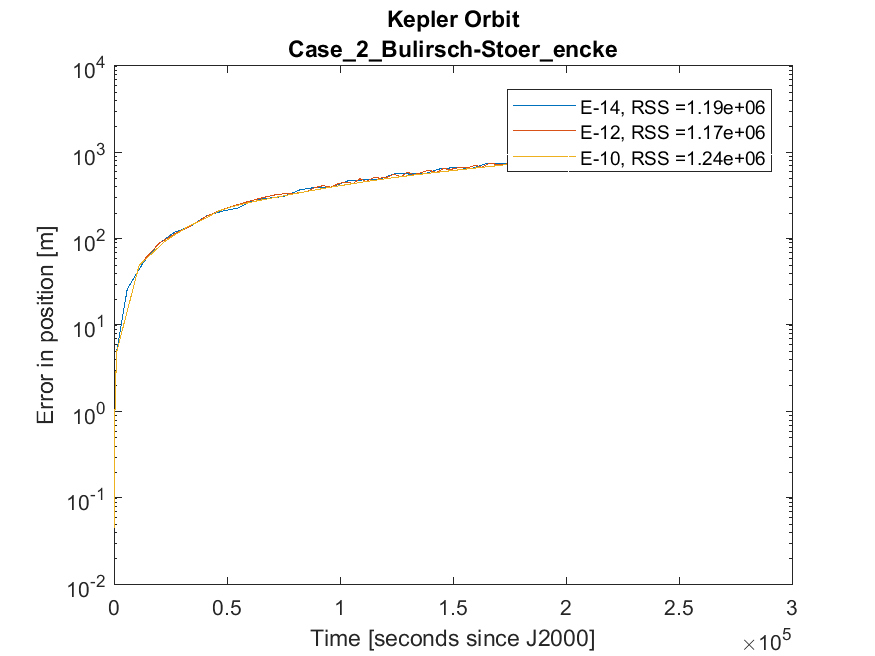 Kepler Orbit
Case_2_Bulirsch-Stoer_encke
10^4
10^3
10^2
10^1
10^0
10^-1
10^-2
Error in position [m]
E-14, RSS =1.19e+06
E-12, RSS =1.17e+06
E-10, RSS =1.24e+06
0 0.5 1 1.5 2 2.5 3
Time [seconds since J2000]
×10^5